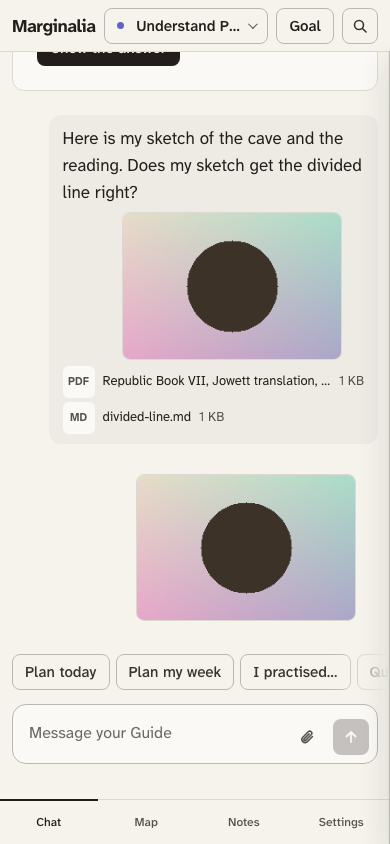 Marginalia
Understand P...
Goal
Here is my sketch of the cave and the
reading. Does my sketch get the divided
line right?
PDF Republic Book VII, Jowett translation, ... 1 KB
MD divided-line.md 1 KB
Plan today
Plan my week
I practised...
Message your Guide
Chat
Map
Notes
Settings